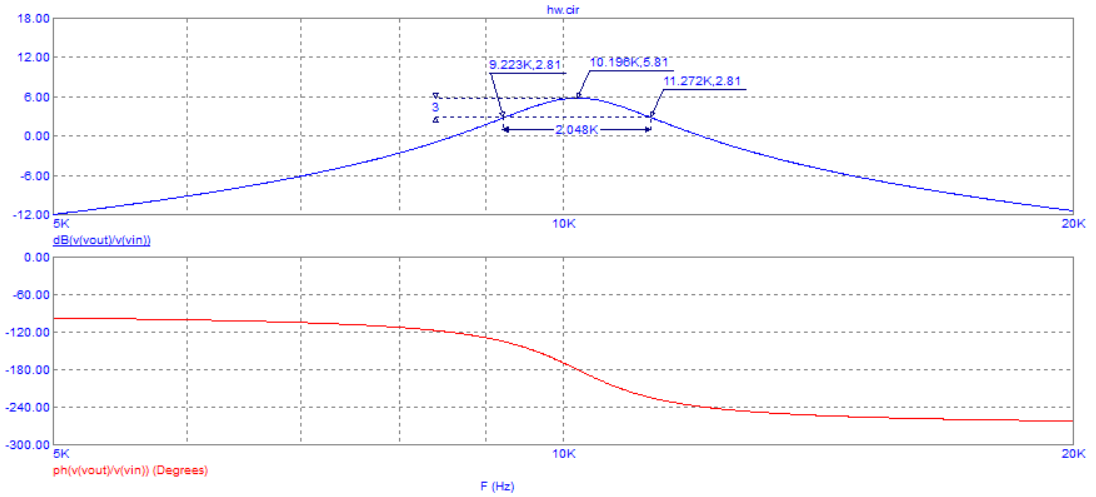 hw.cir
18.00
12.00
6.00
0.00
-6.00
-12.00
9.223K,2.81
10.196K,5.81
11.272K,2.81
3
2.048K
5K
10K
20K
dB(v(vout)/v(vin))
0.00
-60.00
-120.00
-180.00
-240.00
-300.00
5K
10K
20K
ph(v(vout)/v(vin)) (Degrees)
F (Hz)